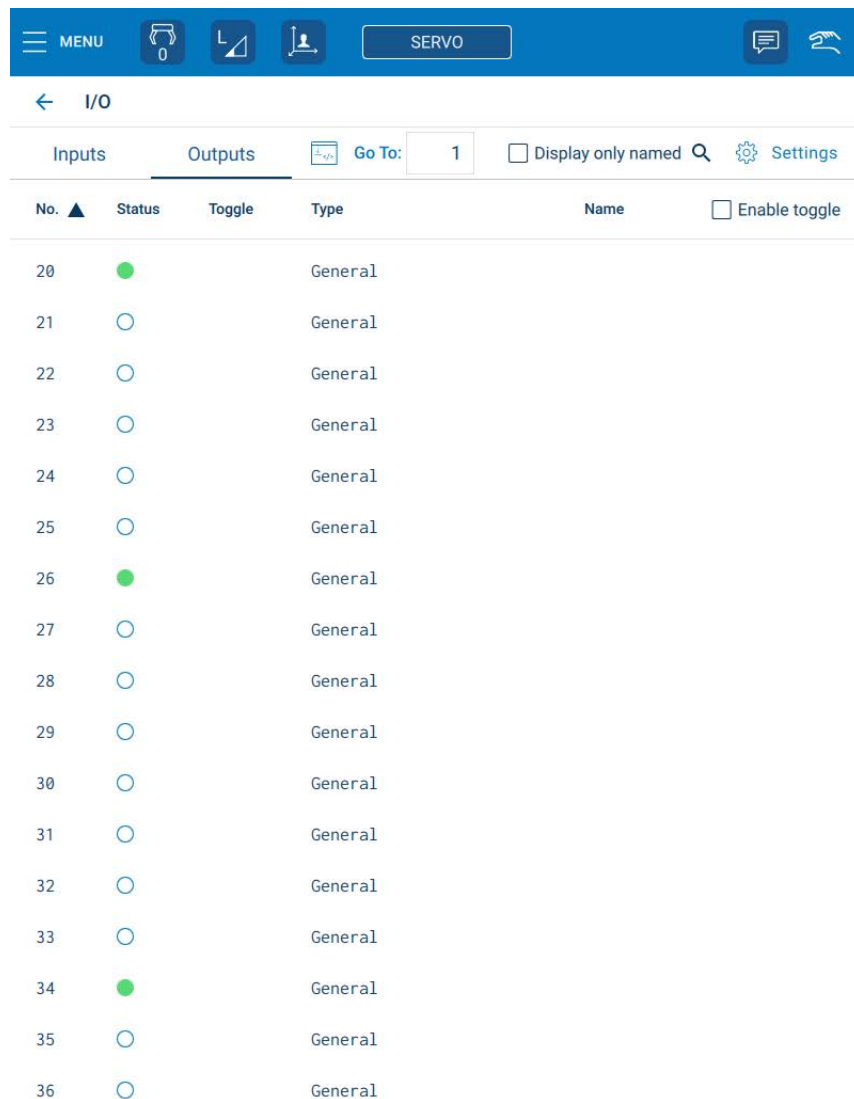 MENU 0 L SERVO
I/O
Inputs Outputs Go To: 1 Display only named Settings
No. Status Toggle Type Name Enable toggle
20 General
21 General
22 General
23 General
24 General
25 General
26 General
27 General
28 General
29 General
30 General
31 General
32 General
33 General
34 General
35 General
36 General